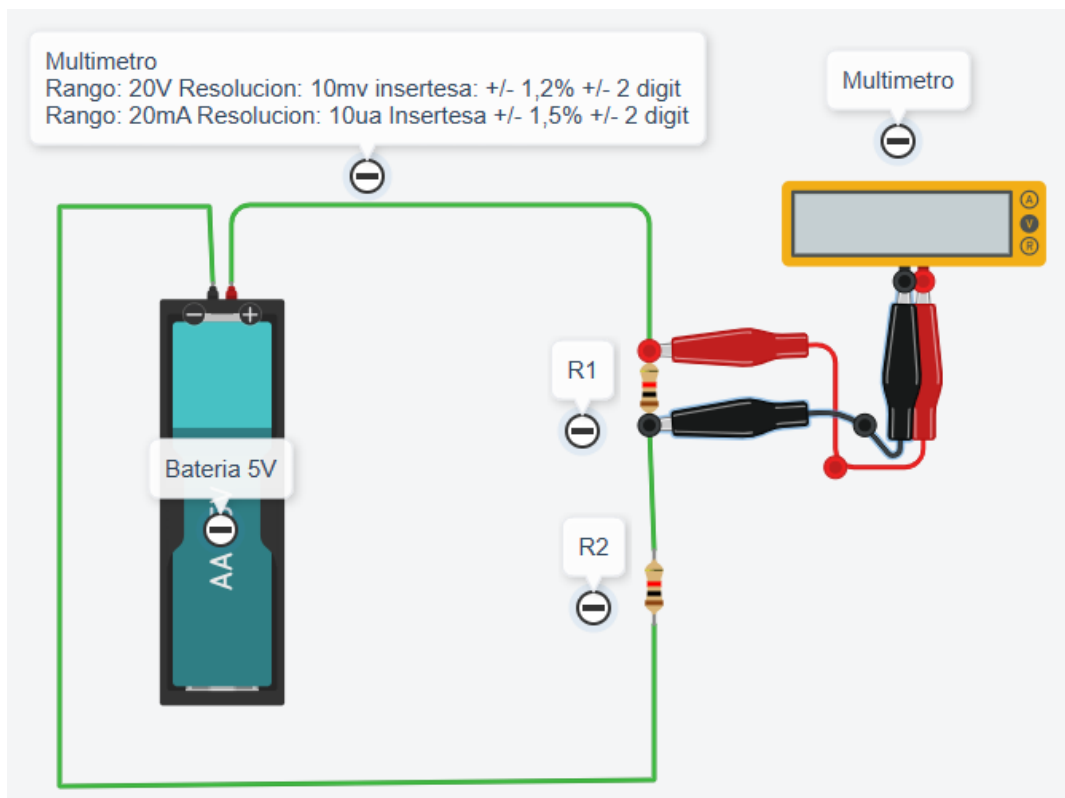 Multimetro
Rango: 20V Resolucion: 10mv insertesa: +/- 1,2% +/- 2 digit
Rango: 20mA Resolucion: 10ua Insertesa +/- 1,5% +/- 2 digit
Multimetro
A
V
R
R1
Bateria 5V
AA
R2